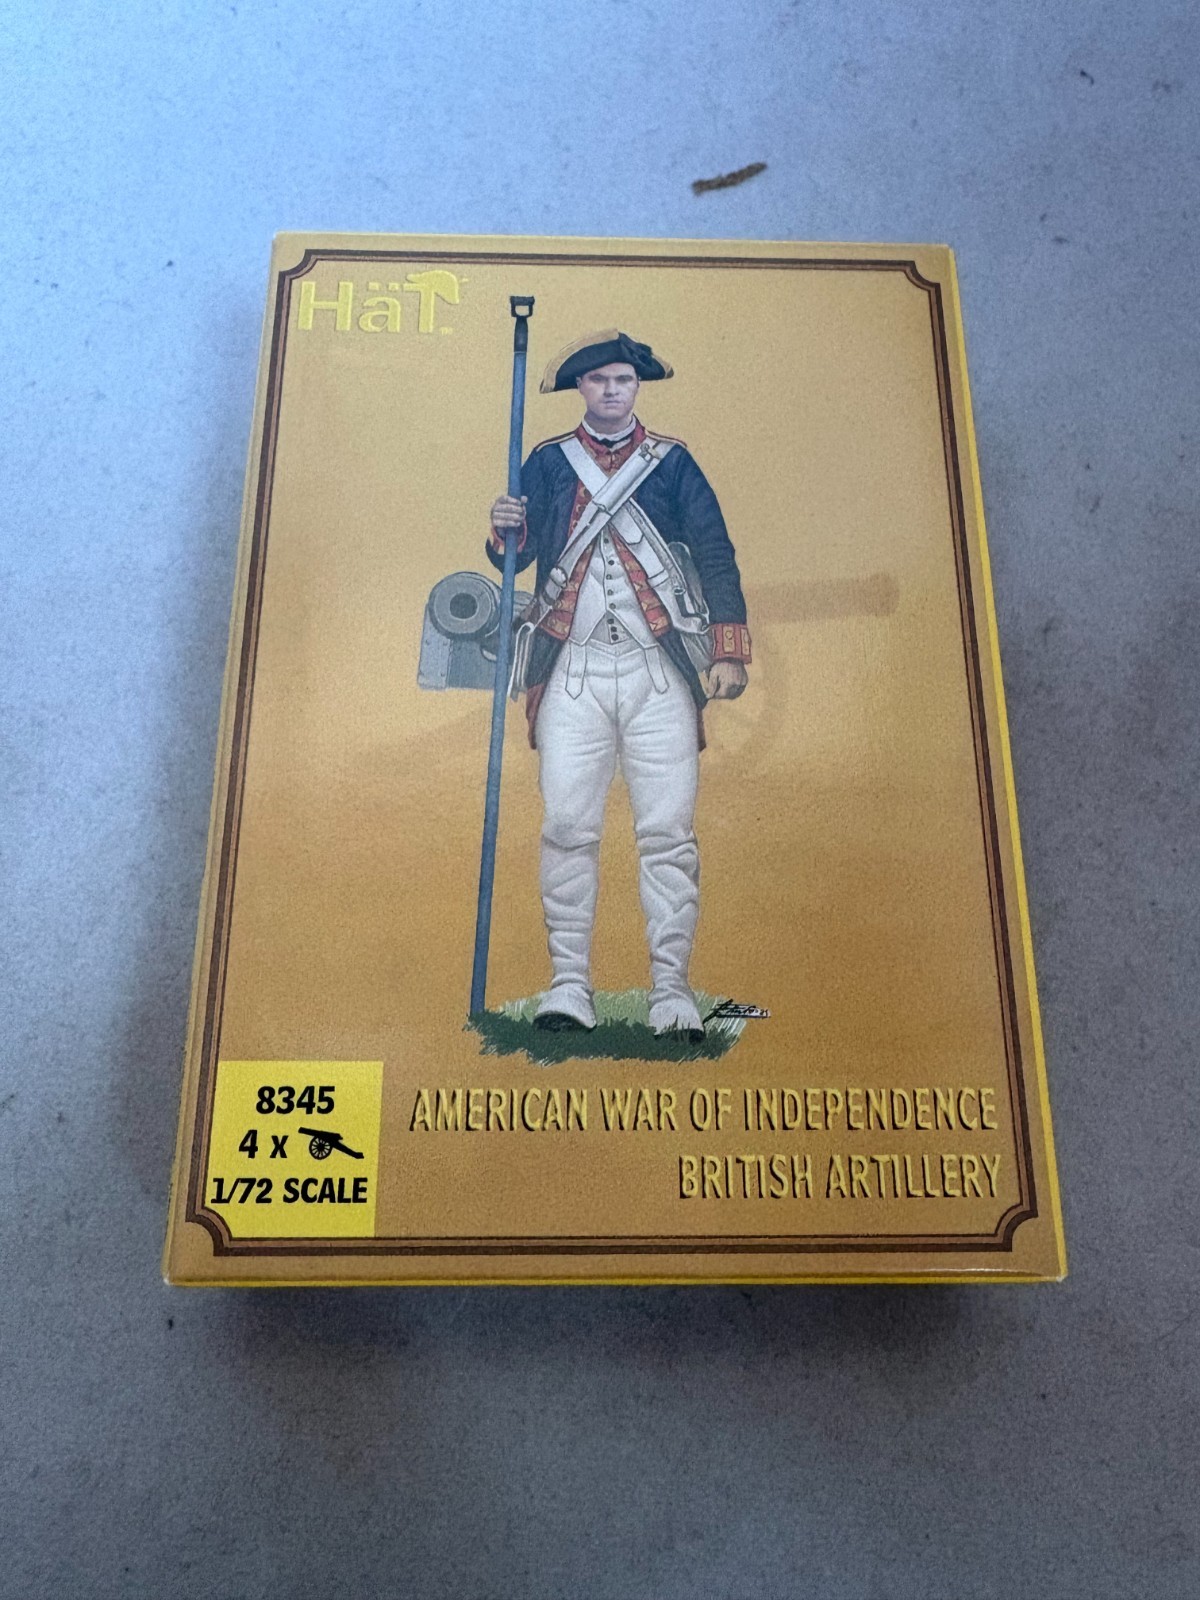 HäT
8345
4 x
1/72 SCALE
AMERICAN WAR OF INDEPENDENCE
BRITISH ARTILLERY